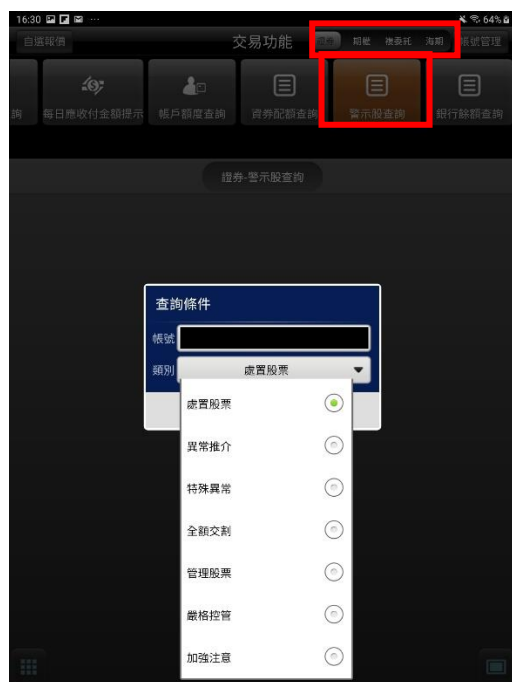 16:30 64%
自選報價 交易功能 證券 期權 複委託 海期 帳號管理
詢 每日應收付金額提示 帳戶額度查詢 資券配額查詢 警示股查詢 銀行餘額查詢
證券-警示股查詢
查詢條件
帳號
類別 處置股票
處置股票
異常推介
特殊異常
全額交割
管理股票
嚴格控管
加強注意